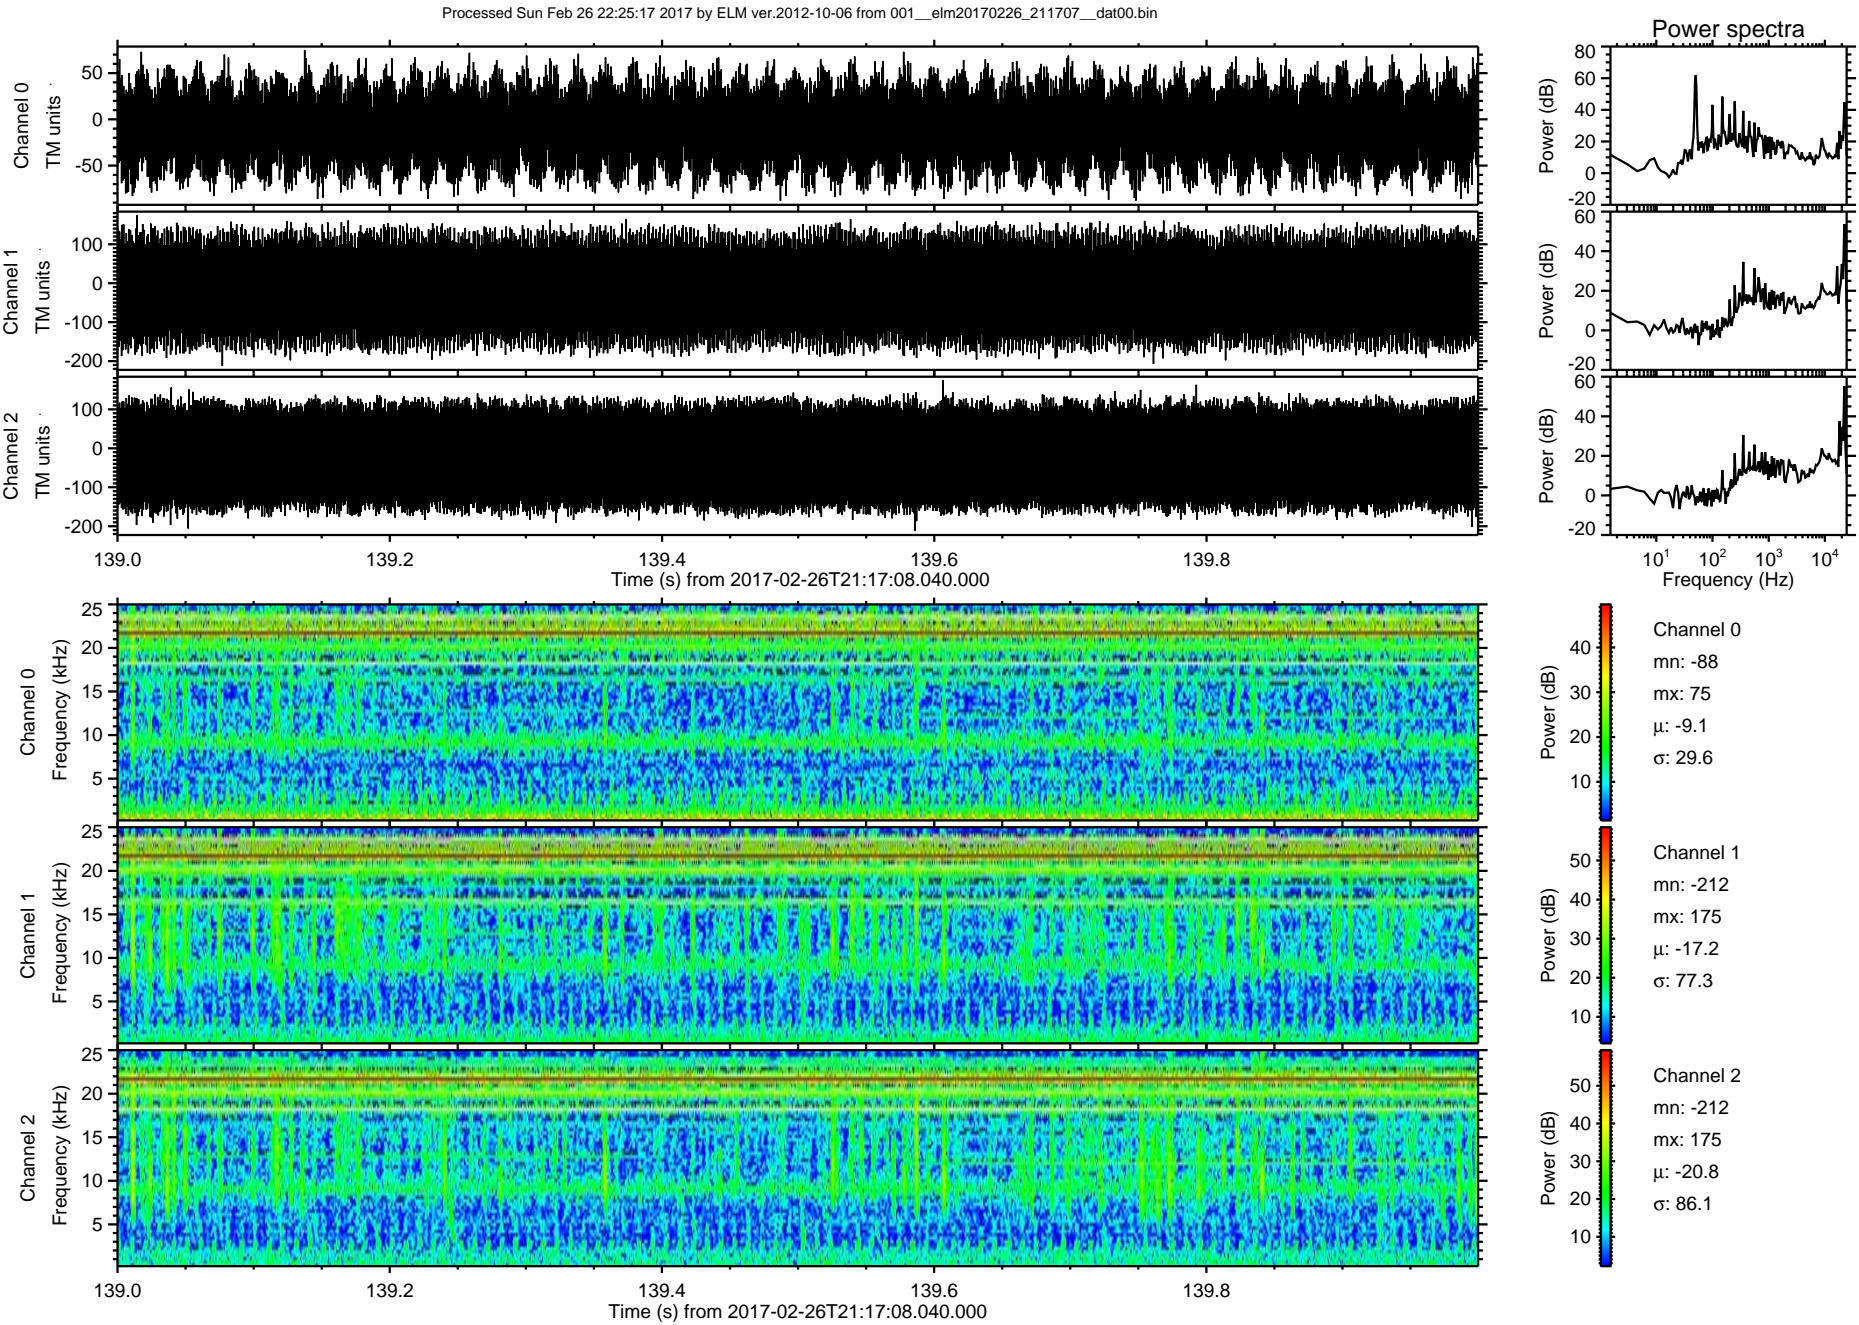 Processed Sun Feb 26 22:25:17 2017 by ELM ver.2012-10-06 from 001__elm20170226_211707__dat00.bin
Power spectra
Channel 0
TM units
50
0
-50
Power (dB)
80
60
40
20
0
-20
Channel 1
TM units
100
0
-100
-200
Power (dB)
60
40
20
0
-20
Channel 2
TM units
100
0
-100
-200
Power (dB)
60
40
20
0
-20
139.0 139.2 139.4 139.6 139.8
Time (s) from 2017-02-26T21:17:08.040.000
10^1 10^2 10^3 10^4
Frequency (Hz)
Channel 0
Frequency (kHz)
25
20
15
10
5
Power (dB)
40
30
20
10
Channel 0
mn: -88
mx: 75
μ: -9.1
σ: 29.6
Channel 1
Frequency (kHz)
25
20
15
10
5
Power (dB)
50
40
30
20
10
Channel 1
mn: -212
mx: 175
μ: -17.2
σ: 77.3
Channel 2
Frequency (kHz)
25
20
15
10
5
Power (dB)
50
40
30
20
10
Channel 2
mn: -212
mx: 175
μ: -20.8
σ: 86.1
139.0 139.2 139.4 139.6 139.8
Time (s) from 2017-02-26T21:17:08.040.000